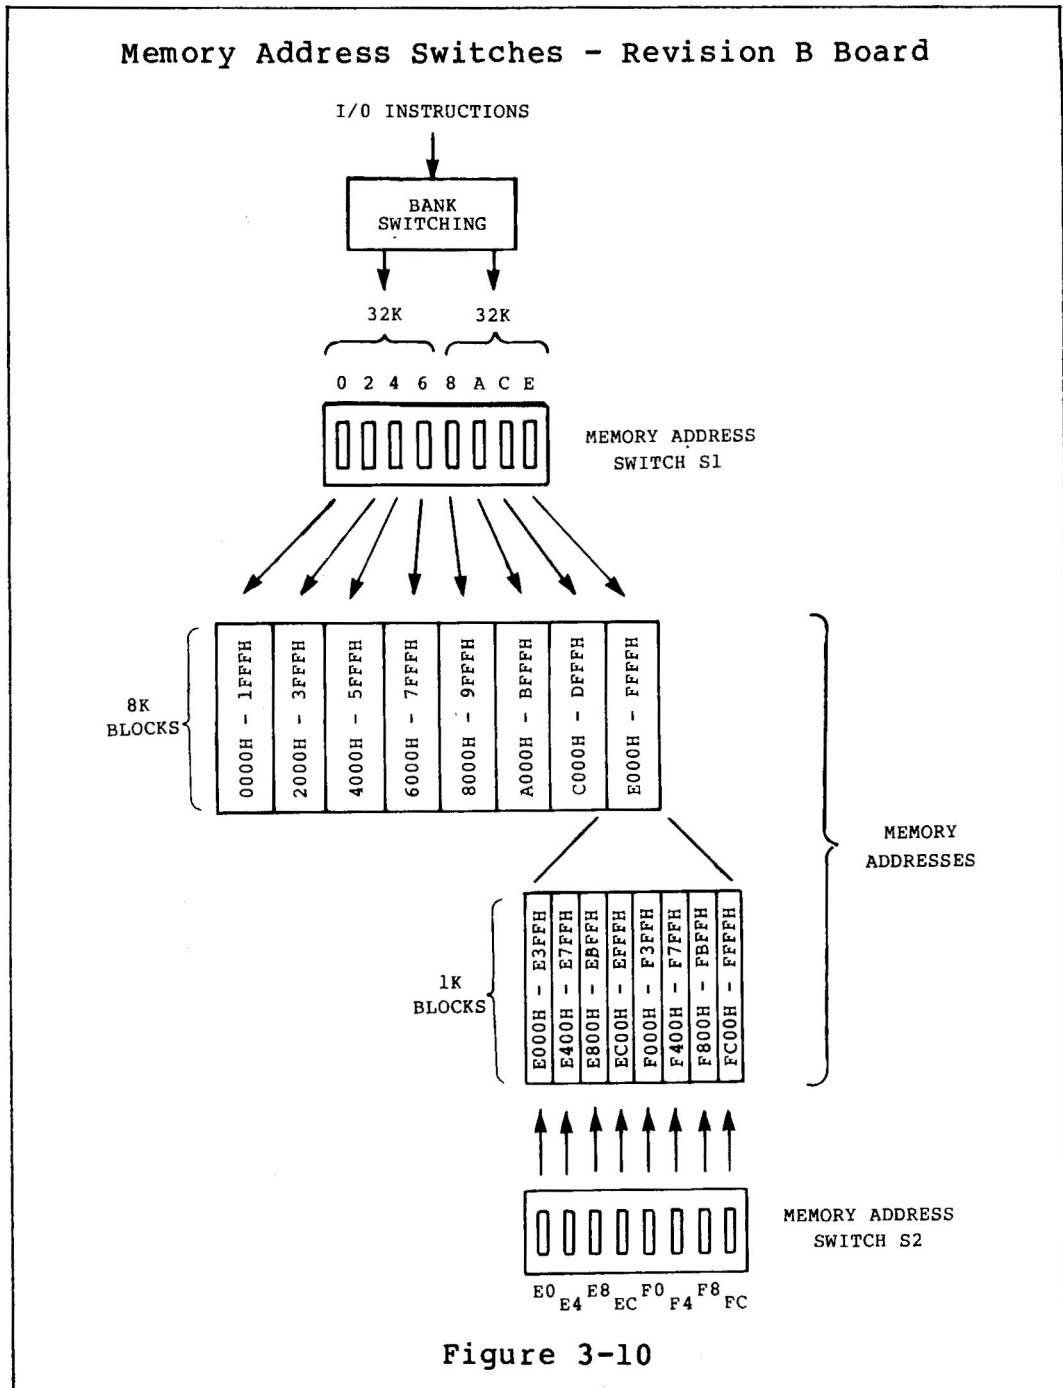 Memory Address Switches - Revision B Board
I/O INSTRUCTIONS
BANK
SWITCHING
32K 32K
0 2 4 6 8 A C E
MEMORY ADDRESS
SWITCH S1
8K
BLOCKS
0000H - 1FFFH
2000H - 3FFFH
4000H - 5FFFH
6000H - 7FFFH
8000H - 9FFFH
A000H - BFFFH
C000H - DFFFH
E000H - FFFFH
MEMORY
ADDRESSES
1K
BLOCKS
E000H - E3FFH
E400H - E7FFH
E800H - EBFFH
EC00H - EFFFH
F000H - F3FFH
F400H - F7FFH
F800H - FBFFH
FC00H - FFFFH
MEMORY ADDRESS
SWITCH S2
E0 E4 E8 EC F0 F4 F8 FC
Figure 3-10